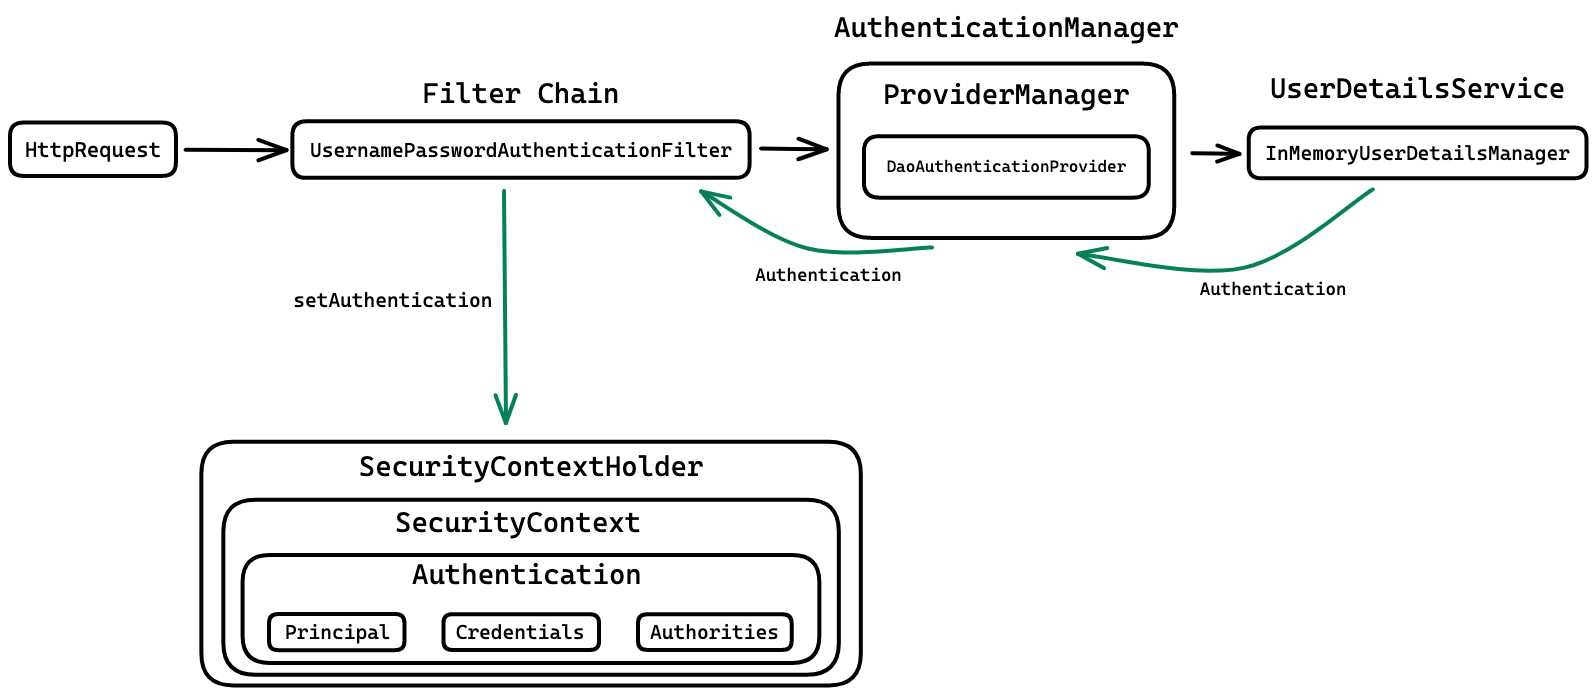 AuthenticationManager
Filter Chain
ProviderManager
UserDetailsService
HttpRequest
UsernamePasswordAuthenticationFilter
DaoAuthenticationProvider
InMemoryUserDetailsManager
Authentication
Authentication
setAuthentication
SecurityContextHolder
SecurityContext
Authentication
Principal
Credentials
Authorities